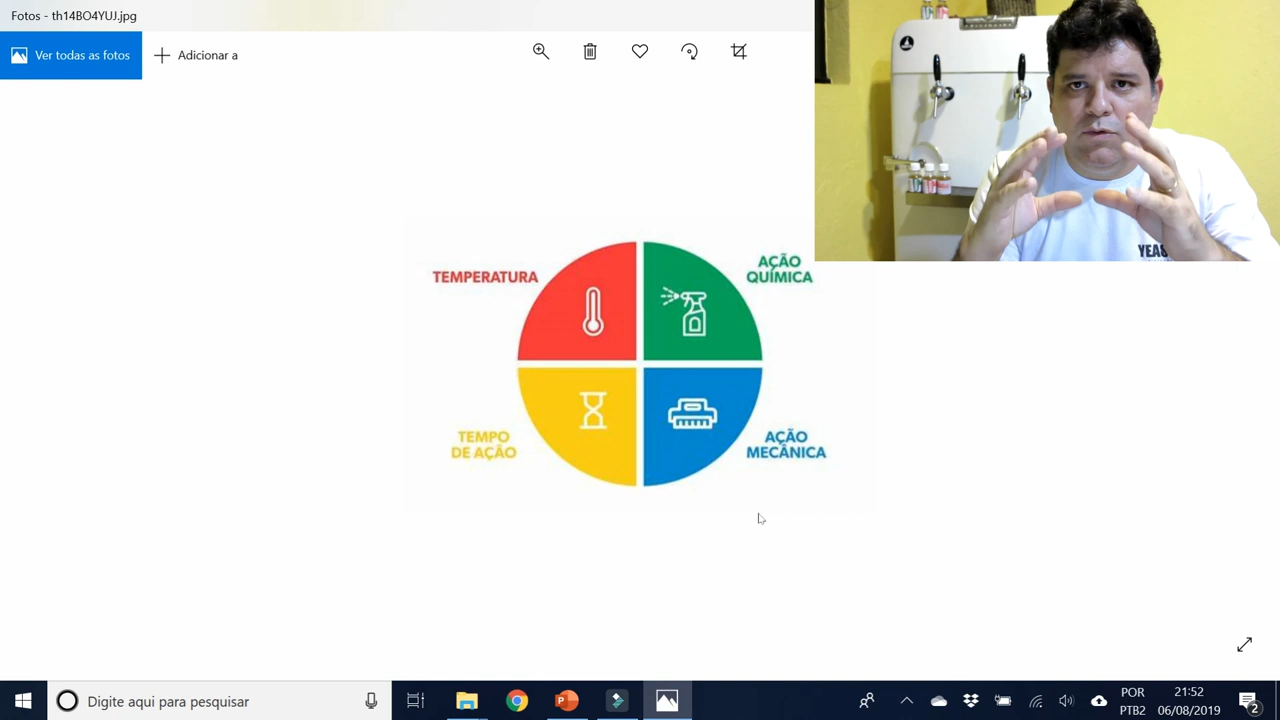 Fotos - th14BO4YUJ.jpg
Ver todas as fotos
Adicionar a
TEMPERATURA
AÇÃO
QUÍMICA
TEMPO
DE AÇÃO
AÇÃO
MECÂNICA
YEAS
Digite aqui para pesquisar
POR
PTB2
21:52
06/08/2019
2